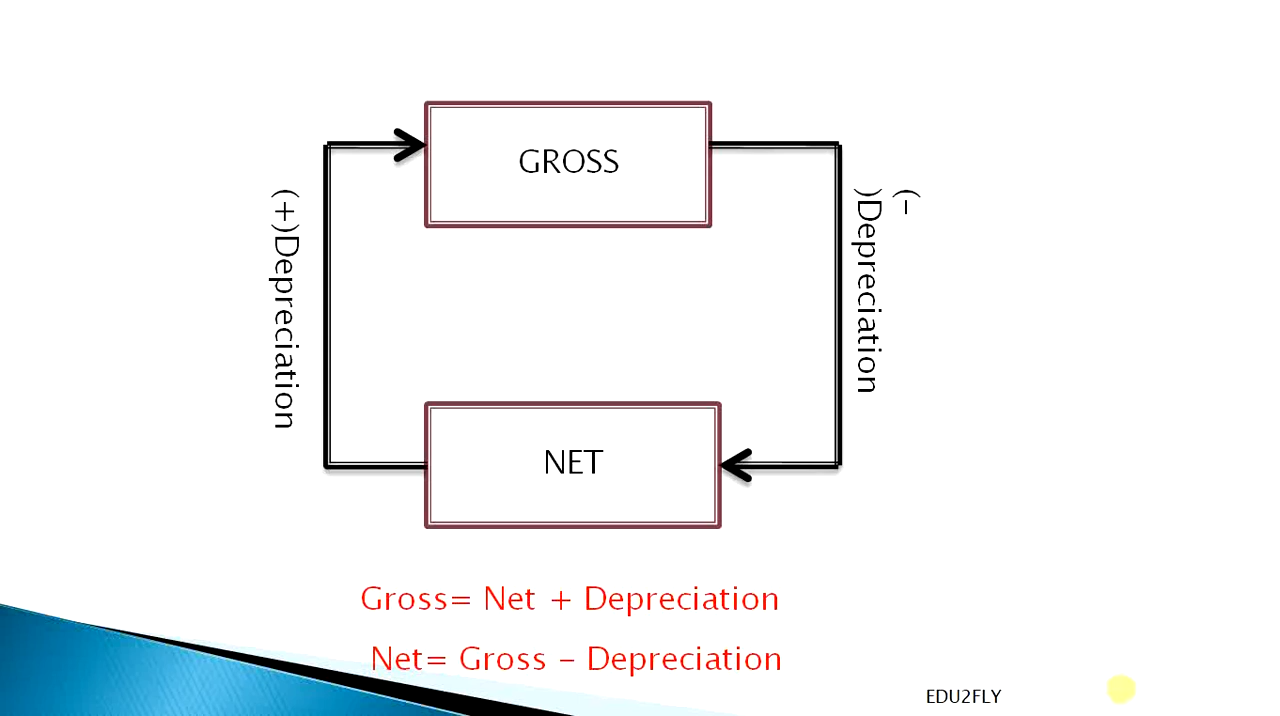 GROSS
(+)Depreciation
(-
)Depreciation
NET
Gross= Net + Depreciation
Net= Gross - Depreciation
EDU2FLY